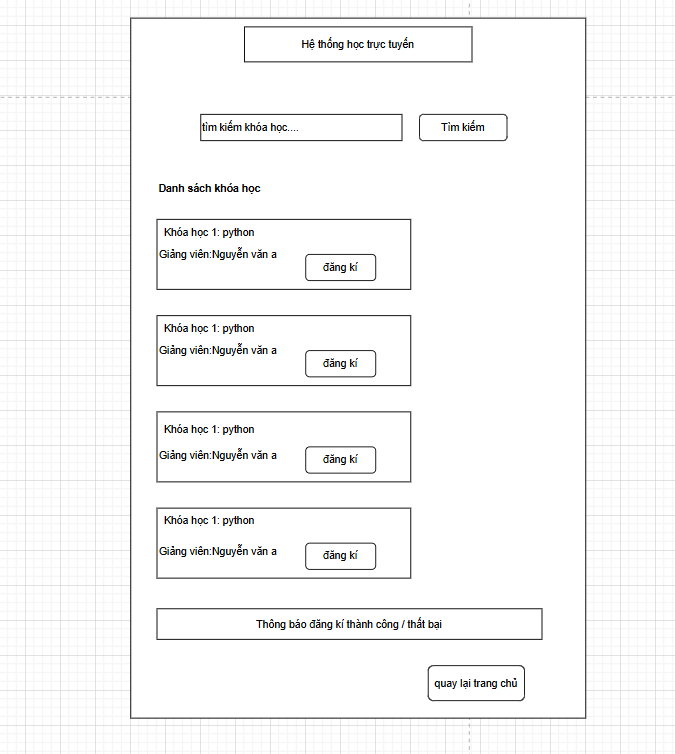 Hệ thống học trực tuyến
tìm kiếm khóa học....
Tìm kiếm
Danh sách khóa học
Khóa học 1: python
Giảng viên:Nguyễn văn a
đăng kí
Khóa học 1: python
Giảng viên:Nguyễn văn a
đăng kí
Khóa học 1: python
Giảng viên:Nguyễn văn a
đăng kí
Khóa học 1: python
Giảng viên:Nguyễn văn a
đăng kí
Thông báo đăng kí thành công / thất bại
quay lại trang chủ